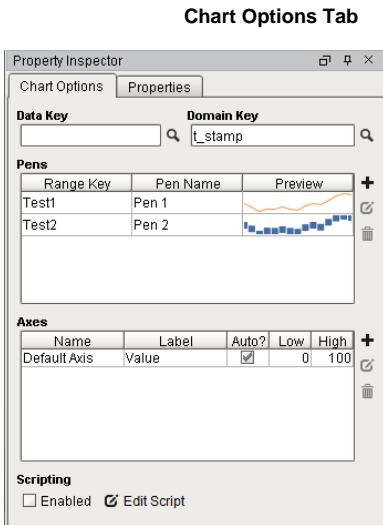 Chart Options Tab
Property Inspector
Chart Options Properties
Data Key Domain Key
t_stamp
Pens
Range Key Pen Name Preview
Test1 Pen 1
Test2 Pen 2
Axes
Name Label Auto? Low High
Default Axis Value 0 100
Scripting
Enabled Edit Script